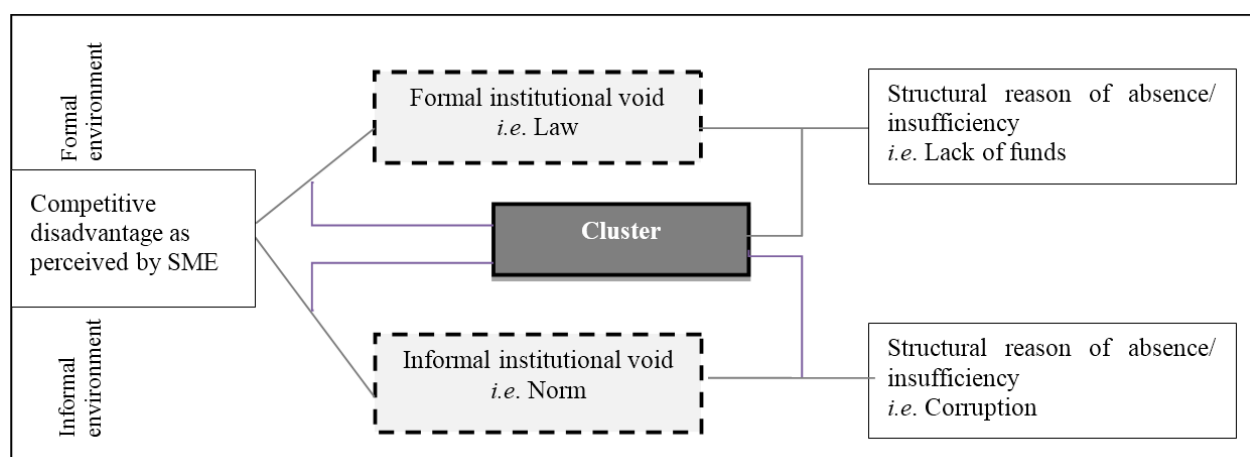 Formal
environment
Formal institutional void
i.e. Law
Structural reason of absence/
insufficiency
i.e. Lack of funds
Competitive
disadvantage as
perceived by SME
Cluster
Informal
environment
Informal institutional void
i.e. Norm
Structural reason of absence/
insufficiency
i.e. Corruption